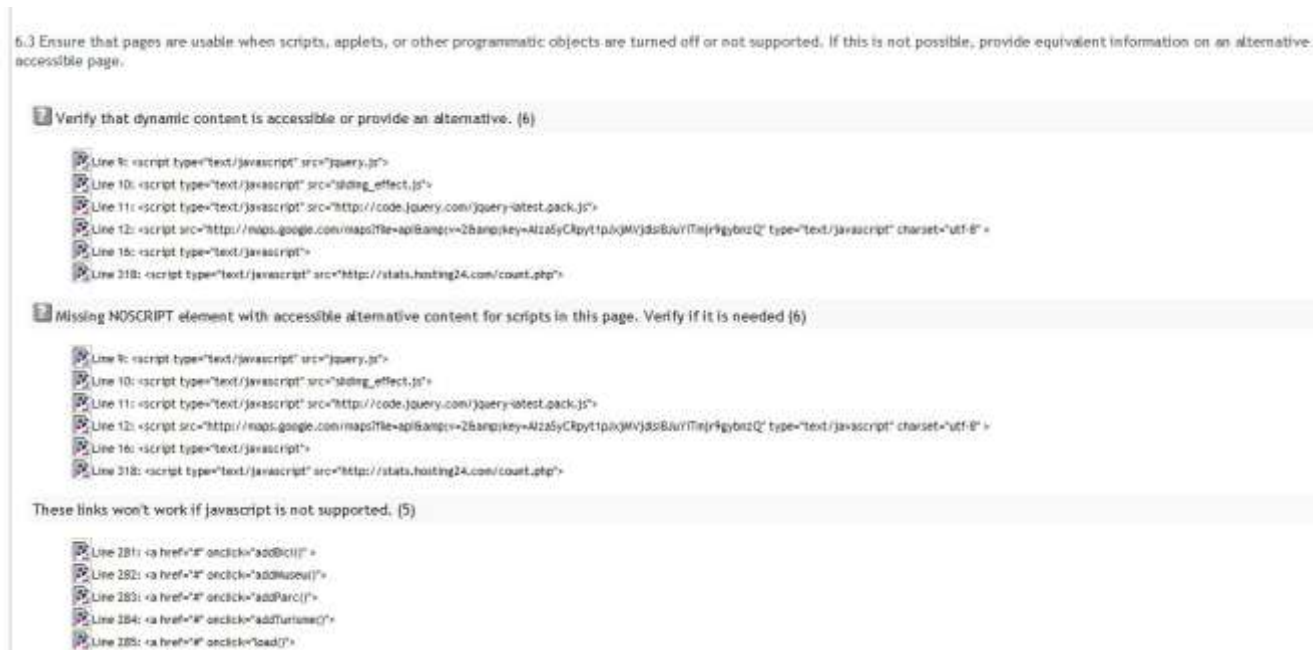 6.3 Ensure that pages are usable when scripts, applets, or other programmatic objects are turned off or not supported. If this is not possible, provide equivalent information on an alternative
accessible page.
Verify that dynamic content is accessible or provide an alternative. (6)
Line 9: <script type="text/javascript" src="jquery.js">
Line 10: <script type="text/javascript" src="sliding_effect.js">
Line 11: <script type="text/javascript" src="http://code.jquery.com/jquery-latest.pack.js">
Line 12: <script src="http://maps.google.com/maps?file=api&amp;v=2&amp;key= type="text/javascript" charset="utf-8" >
Line 16: <script type="text/javascript">
Line 318: <script type="text/javascript" src="http://stats.hosting24.com/count.php">
Missing NOSCRIPT element with accessible alternative content for scripts in this page. Verify if it is needed (6)
Line 9: <script type="text/javascript" src="jquery.js">
Line 10: <script type="text/javascript" src="sliding_effect.js">
Line 11: <script type="text/javascript" src="http://code.jquery.com/jquery-latest.pack.js">
Line 12: <script src="http://maps.google.com/maps?file=api&amp;v=2&amp;key= type="text/javascript" charset="utf-8" >
Line 16: <script type="text/javascript">
Line 318: <script type="text/javascript" src="http://stats.hosting24.com/count.php">
These links won't work if javascript is not supported. (5)
Line 281: <a href="#" onclick="addBici()" >
Line 282: <a href="#" onclick="addMuseu()">
Line 283: <a href="#" onclick="addParc()">
Line 284: <a href="#" onclick="addTurisme()">
Line 285: <a href="#" onclick="load()">